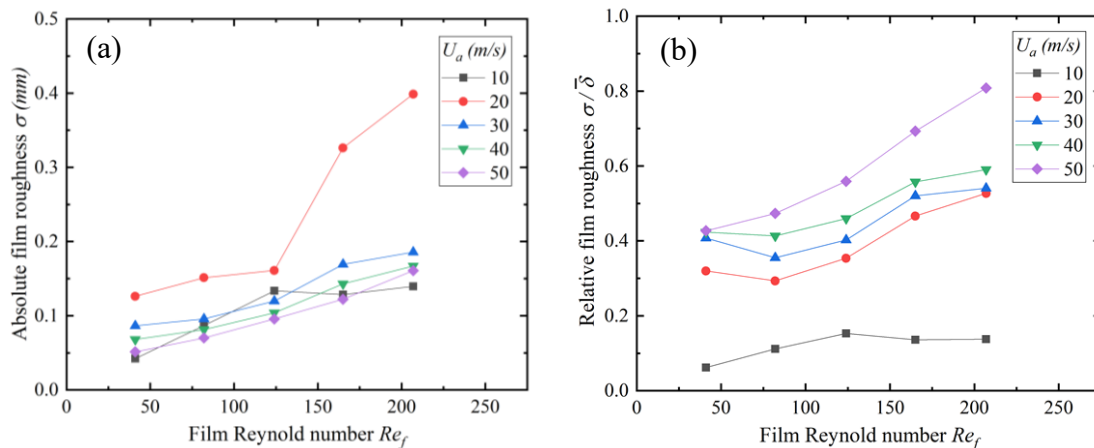 (a)
U_a (m/s)
10
20
30
40
50
Absolute film roughness σ (mm)
0.5
0.4
0.3
0.2
0.1
0.0
0 50 100 150 200 250
Film Reynold number Re_f
(b)
U_a (m/s)
10
20
30
40
50
Relative film roughness σ/δ̄
1.0
0.8
0.6
0.4
0.2
0.0
0 50 100 150 200 250
Film Reynold number Re_f